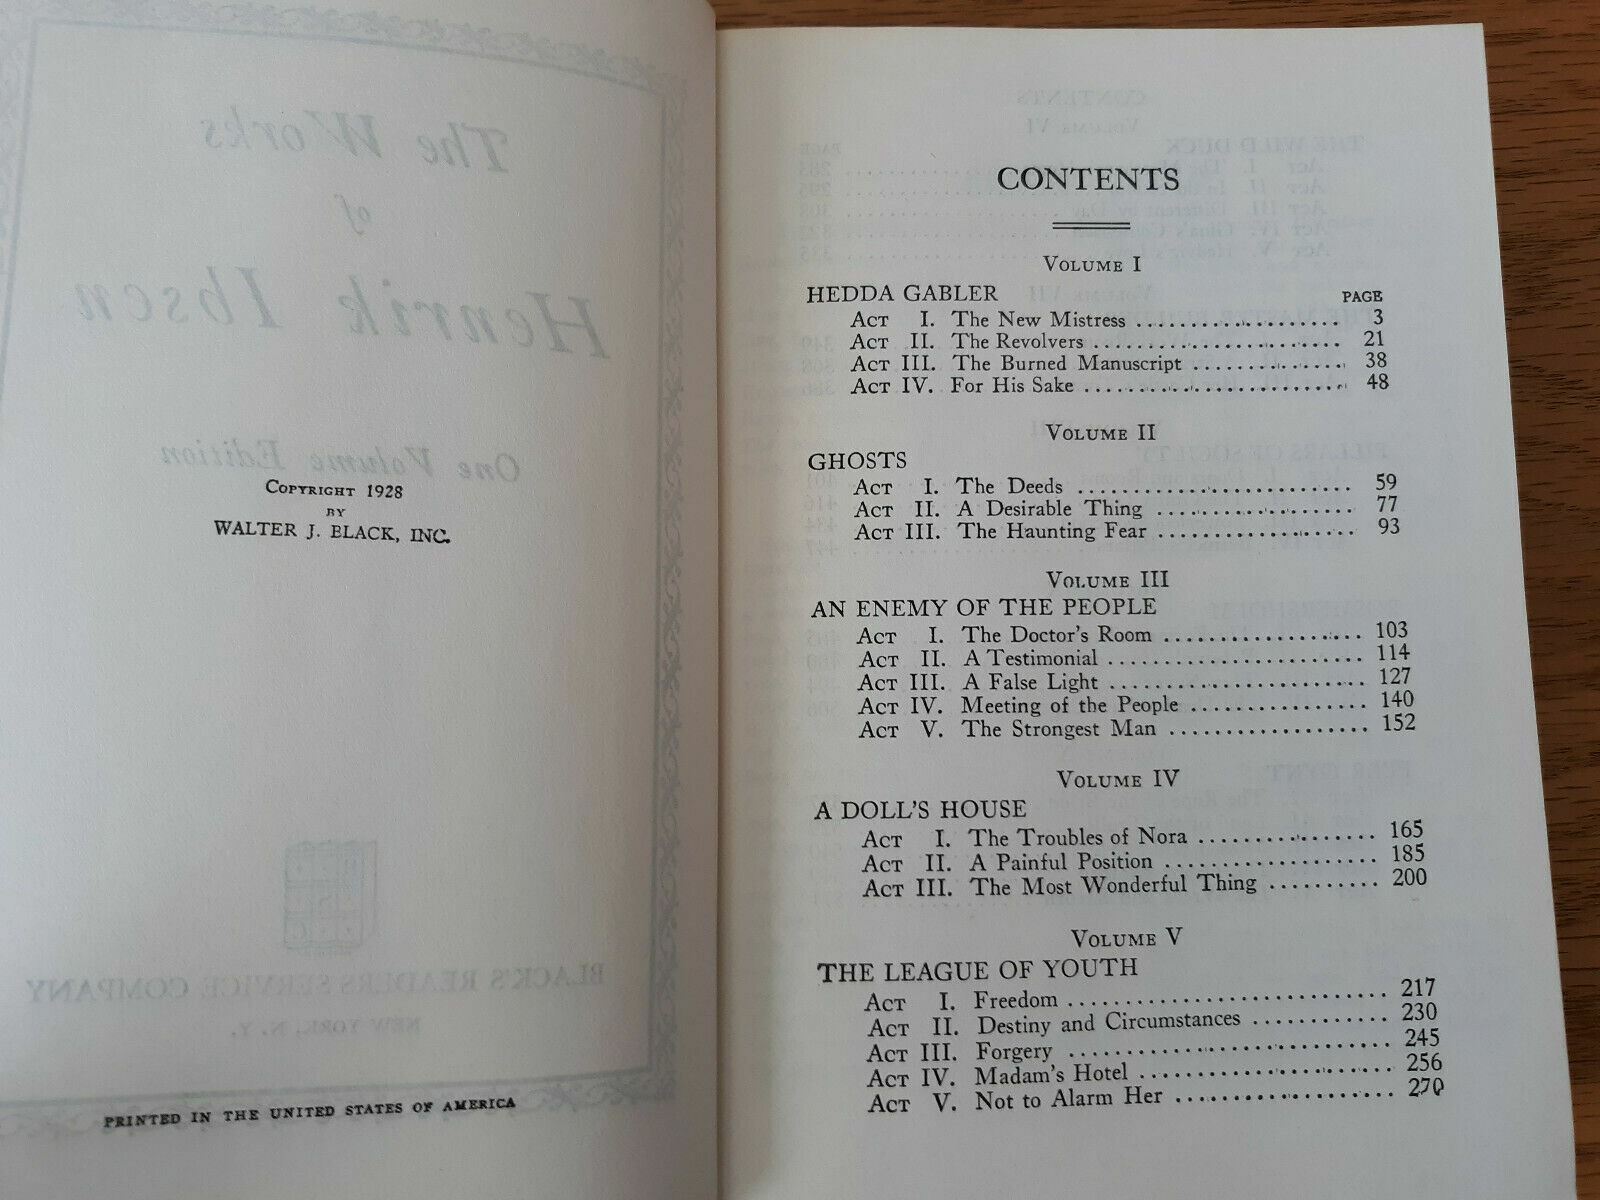 COPYRIGHT 1928
BY
WALTER J. BLACK, INC.
PRINTED IN THE UNITED STATES OF AMERICA
CONTENTS
VOLUME I
HEDDA GABLER PAGE
ACT I. The New Mistress .................... 3
ACT II. The Revolvers ........................ 21
ACT III. The Burned Manuscript .............. 38
ACT IV. For His Sake ......................... 48
VOLUME II
GHOSTS
ACT I. The Deeds .......................... 59
ACT II. A Desirable Thing .................. 77
ACT III. The Haunting Fear .................. 93
VOLUME III
AN ENEMY OF THE PEOPLE
ACT I. The Doctor's Room .................. 103
ACT II. A Testimonial ....................... 114
ACT III. A False Light ....................... 127
ACT IV. Meeting of the People ................ 140
ACT V. The Strongest Man .................. 152
VOLUME IV
A DOLL'S HOUSE
ACT I. The Troubles of Nora ................ 165
ACT II. A Painful Position ................... 185
ACT III. The Most Wonderful Thing .......... 200
VOLUME V
THE LEAGUE OF YOUTH
ACT I. Freedom ............................. 217
ACT II. Destiny and Circumstances ............ 230
ACT III. Forgery ............................. 245
ACT IV. Madam's Hotel ...................... 256
ACT V. Not to Alarm Her .................... 270
The Works
of
Henrik Ibsen
One Volume Edition
BLACK'S READERS SERVICE COMPANY
NEW YORK, N. Y.